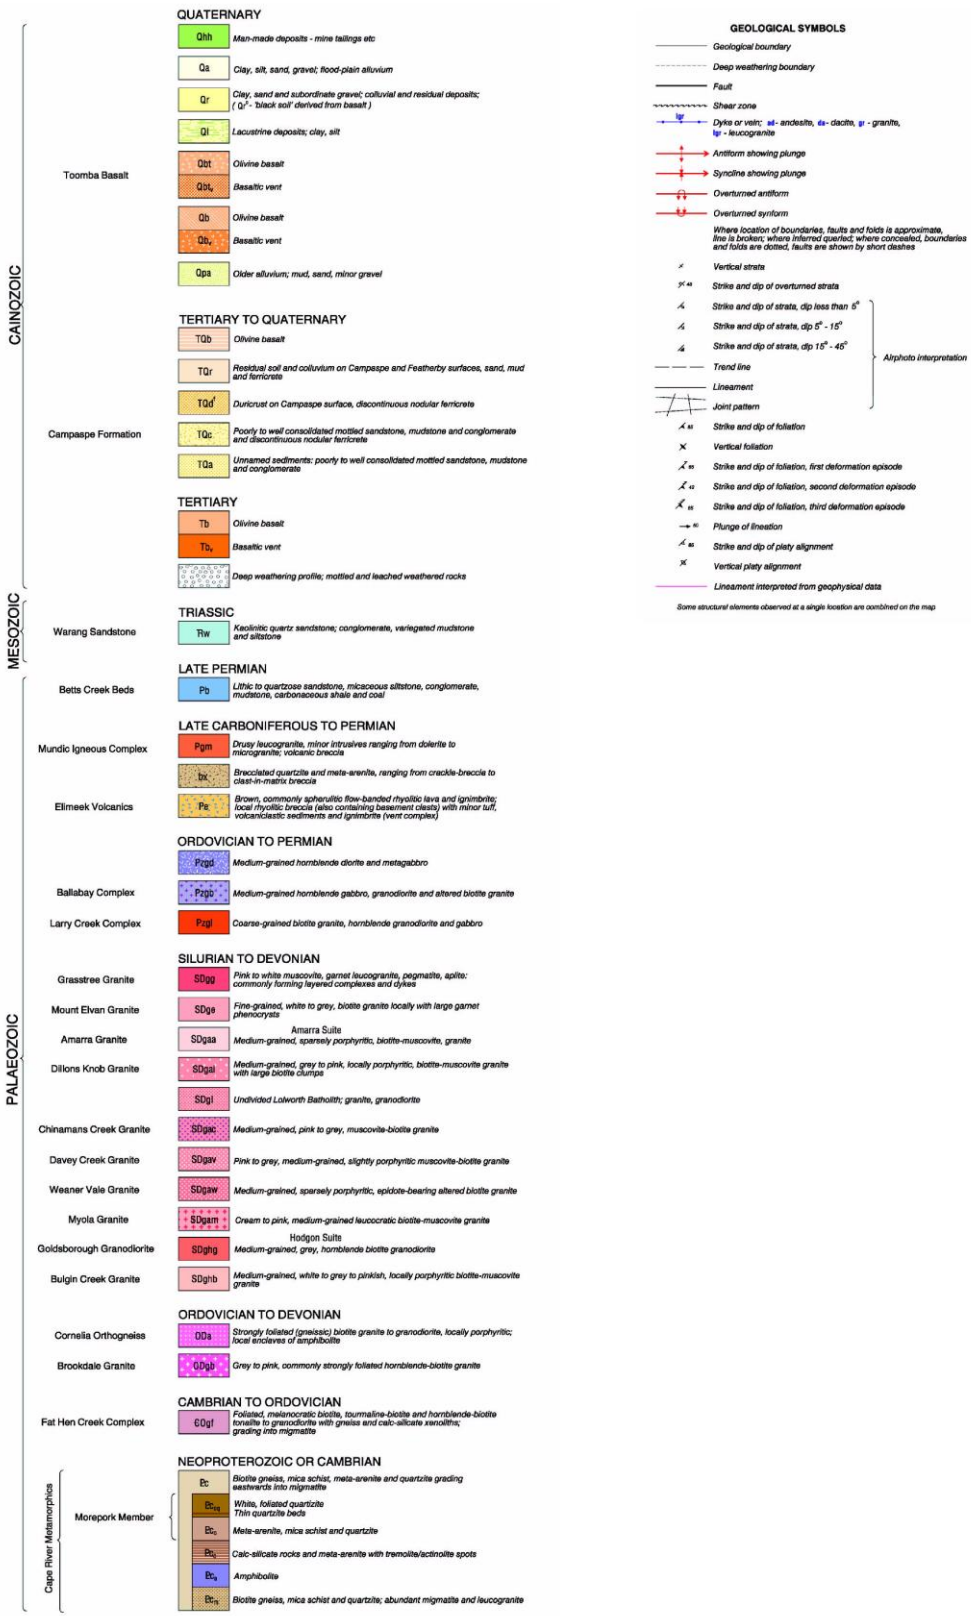 QUATERNARY
CAINOZOIC
Qhh Man-made deposits - mine tailings etc
Qa Clay, silt, sand, gravel; flood-plain alluvium
Qr Clay, sand and subordinate gravel; colluvial and residual deposits;
( Qrᵇ - 'black soil' derived from basalt )
Ql Lacustrine deposits; clay, silt
Toomba Basalt
Qbt Olivine basalt
Qbtᵥ Basaltic vent
Qb Olivine basalt
Qbᵥ Basaltic vent
Qpa Older alluvium; mud, sand, minor gravel
TERTIARY TO QUATERNARY
TQb Olivine basalt
TQr Residual soil and colluvium on Campaspe and Featherby surfaces, sand, mud
and ferricrete
TQdᶠ Duricrust on Campaspe surface, discontinuous nodular ferricrete
Campaspe Formation TQc Poorly to well consolidated mottled sandstone, mudstone and conglomerate
and discontinuous nodular ferricrete
TQa Unnamed sediments: poorly to well consolidated mottled sandstone, mudstone
and conglomerate
TERTIARY
Tb Olivine basalt
Tbᵥ Basaltic vent
Deep weathering profile; mottled and leached weathered rocks
MESOZOIC
TRIASSIC
Warang Sandstone Ꞧw Kaolinitic quartz sandstone; conglomerate, variegated mudstone
and siltstone
PALAEOZOIC
LATE PERMIAN
Betts Creek Beds Pb Lithic to quartzose sandstone, micaceous siltstone, conglomerate,
mudstone, carbonaceous shale and coal
LATE CARBONIFEROUS TO PERMIAN
Mundic Igneous Complex Pgm Drusy leucogranite, minor intrusives ranging from dolerite to
microgranite; volcanic breccia
bx Brecciated quartzite and meta-arenite, ranging from crackle-breccia to
clast-in-matrix breccia
Elimeek Volcanics Pe Brown, commonly spherulitic flow-banded rhyolitic lava and ignimbrite;
local rhyolitic breccia (also containing basement clasts) with minor tuff,
volcaniclastic sediments and ignimbrite (vent complex)
ORDOVICIAN TO PERMIAN
Pzgd Medium-grained hornblende diorite and metagabbro
Ballabay Complex Pzgb Medium-grained hornblende gabbro, granodiorite and altered biotite granite
Larry Creek Complex Pzgl Coarse-grained biotite granite, hornblende granodiorite and gabbro
SILURIAN TO DEVONIAN
Grasstree Granite SDgg Pink to white muscovite, garnet leucogranite, pegmatite, aplite:
commonly forming layered complexes and dykes
Mount Elvan Granite SDge Fine-grained, white to grey, biotite granite locally with large garnet
phenocrysts
Amarra Suite
Amarra Granite SDgaa Medium-grained, sparsely porphyritic, biotite-muscovite, granite
Dillons Knob Granite SDgai Medium-grained, grey to pink, locally porphyritic, biotite-muscovite granite
with large biotite clumps
SDgl Undivided Lolworth Batholith; granite, granodiorite
Chinamans Creek Granite SDgac Medium-grained, pink to grey, muscovite-biotite granite
Davey Creek Granite SDgav Pink to grey, medium-grained, slightly porphyritic muscovite-biotite granite
Weaner Vale Granite SDgaw Medium-grained, sparsely porphyritic, epidote-bearing altered biotite granite
Myola Granite SDgam Cream to pink, medium-grained leucocratic biotite-muscovite granite
Hodgon Suite
Goldsborough Granodiorite SDghg Medium-grained, grey, hornblende biotite granodiorite
Bulgin Creek Granite SDghb Medium-grained, white to grey to pinkish, locally porphyritic biotite-muscovite
granite
ORDOVICIAN TO DEVONIAN
Cornelia Orthogneiss ODa Strongly foliated (gneissic) biotite granite to granodiorite, locally porphyritic;
local enclaves of amphibolite
Brookdale Granite ODgb Grey to pink, commonly strongly foliated hornblende-biotite granite
CAMBRIAN TO ORDOVICIAN
Fat Hen Creek Complex ЄOgf Foliated, melanocratic biotite, tourmaline-biotite and hornblende-biotite
tonalite to granodiorite with gneiss and calc-silicate xenoliths;
grading into migmatite
NEOPROTEROZOIC OR CAMBRIAN
Cape River Metamorphics
Ꝑc Biotite gneiss, mica schist, meta-arenite and quartzite grading
eastwards into migmatite
Morepork Member
White, foliated quartizite
Thin quartzite beds
Meta-arenite, mica schist and quartzite
Calc-silicate rocks and meta-arenite with tremolite/actinolite spots
Amphibolite
Biotite gneiss, mica schist and quartzite; abundant migmatite and leucogranite
GEOLOGICAL SYMBOLS
Geological boundary
Deep weathering boundary
Fault
Shear zone
lgr Dyke or vein; ad - andesite, da - dacite, gr - granite,
lgr - leucogranite
Antiform showing plunge
Syncline showing plunge
Overturned antiform
Overturned synform
Where location of boundaries, faults and folds is approximate,
line is broken; where inferred queried; where concealed, boundaries
and folds are dotted, faults are shown by short dashes
Vertical strata
Strike and dip of overturned strata
Strike and dip of strata, dip less than 5°
Strike and dip of strata, dip 5° - 15°
Strike and dip of strata, dip 15° - 45°
Airphoto interpretation
Trend line
Lineament
Joint pattern
Strike and dip of foliation
Vertical foliation
Strike and dip of foliation, first deformation episode
Strike and dip of foliation, second deformation episode
Strike and dip of foliation, third deformation episode
Plunge of lineation
Strike and dip of platy alignment
Vertical platy alignment
Lineament interpreted from geophysical data
Some structural elements observed at a single location are combined on the map